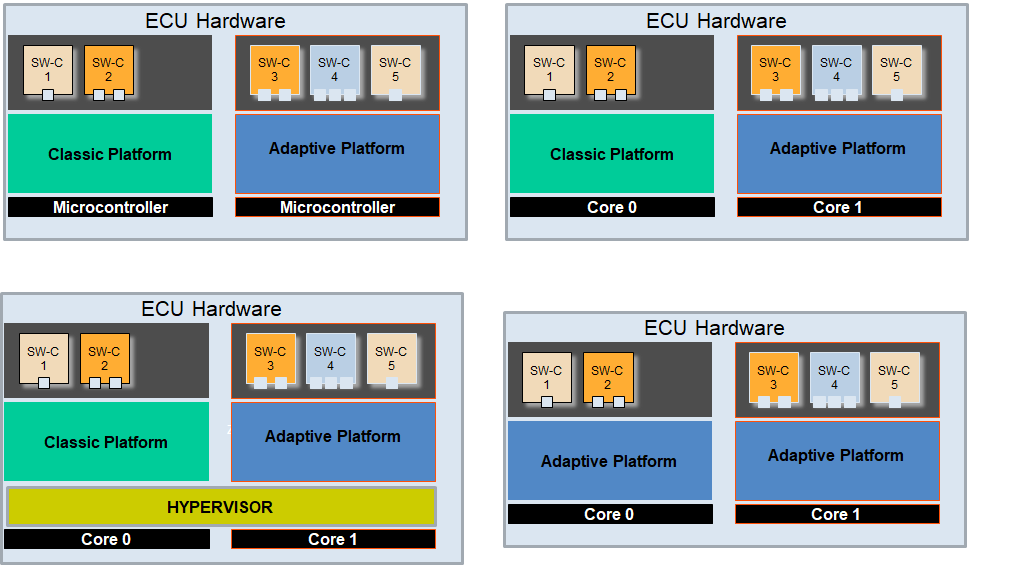 ECU Hardware
SW-C
1
SW-C
2
SW-C
3
SW-C
4
SW-C
5
Classic Platform
Adaptive Platform
Microcontroller
Microcontroller
ECU Hardware
SW-C
1
SW-C
2
SW-C
3
SW-C
4
SW-C
5
Classic Platform
Adaptive Platform
Core 0
Core 1
ECU Hardware
SW-C
1
SW-C
2
SW-C
3
SW-C
4
SW-C
5
Classic Platform
Adaptive Platform
HYPERVISOR
Core 0
Core 1
ECU Hardware
SW-C
1
SW-C
2
SW-C
3
SW-C
4
SW-C
5
Adaptive Platform
Adaptive Platform
Core 0
Core 1